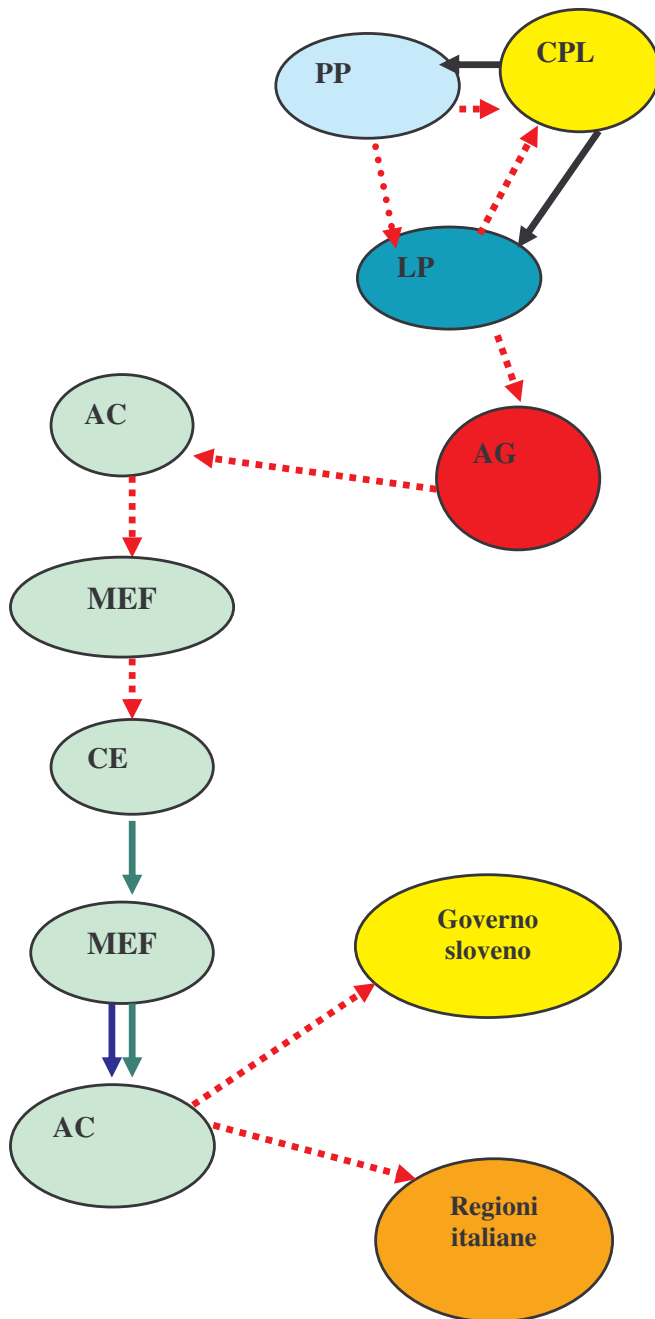 PP
CPL
LP
AC
AG
MEF
CE
MEF
Governo
sloveno
AC
Regioni
italiane